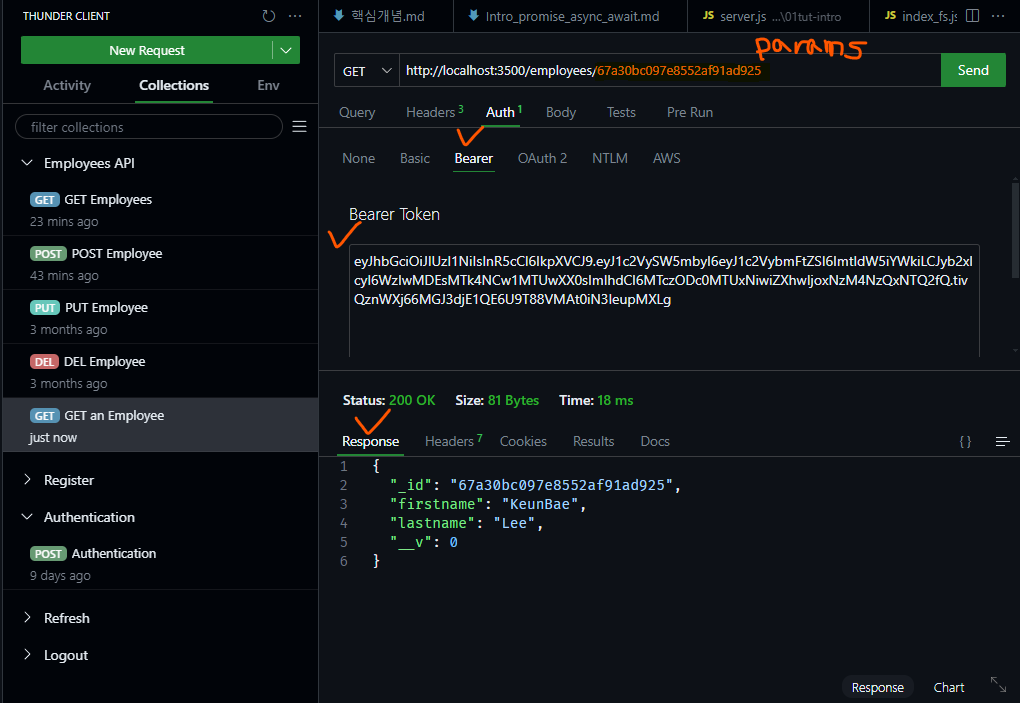 THUNDER CLIENT
New Request
Activity Collections Env
filter collections
Employees API
GET GET Employees
23 mins ago
POST POST Employee
43 mins ago
PUT PUT Employee
3 months ago
DEL DEL Employee
3 months ago
GET GET an Employee
just now
Register
Authentication
POST Authentication
9 days ago
Refresh
Logout
핵심개념.md Intro_promise_async_await.md JS server.js ...\01tut-intro JS index_fs.js
params
GET http://localhost:3500/employees/67a30bc097e8552af91ad925 Send
Query Headers 3 Auth 1 Body Tests Pre Run
None Basic Bearer OAuth 2 NTLM AWS
Bearer Token
Status: 200 OK Size: 81 Bytes Time: 18 ms
Response Headers 7 Cookies Results Docs { }
1 {
2 "_id": "67a30bc097e8552af91ad925",
3 "firstname": "KeunBae",
4 "lastname": "Lee",
5 "__v": 0
6 }
Response Chart